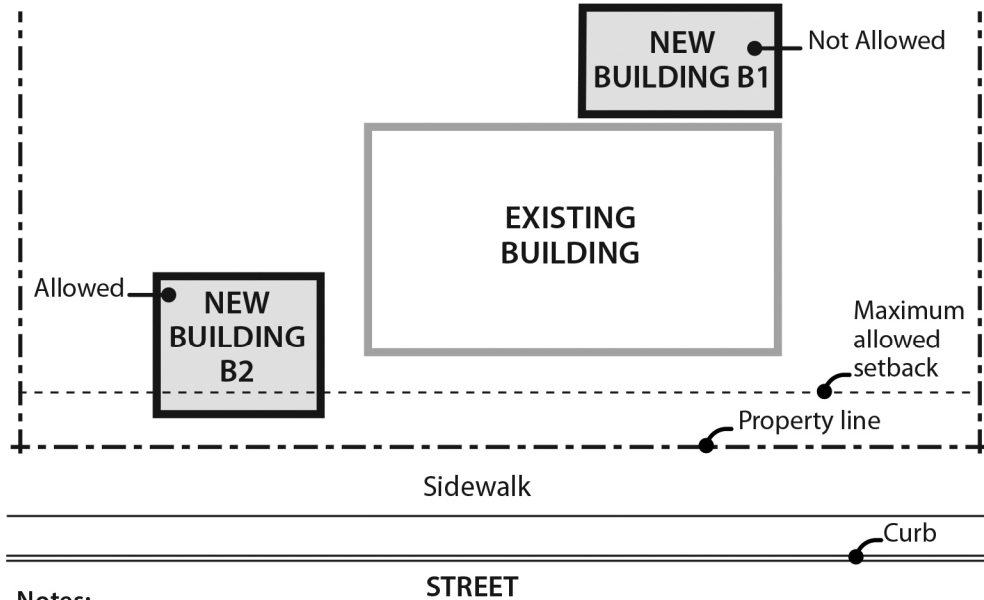 NEW
BUILDING B1
Not Allowed
EXISTING
BUILDING
Allowed
NEW
BUILDING
B2
Maximum
allowed
setback
Property line
Sidewalk
Curb
STREET
Notes: